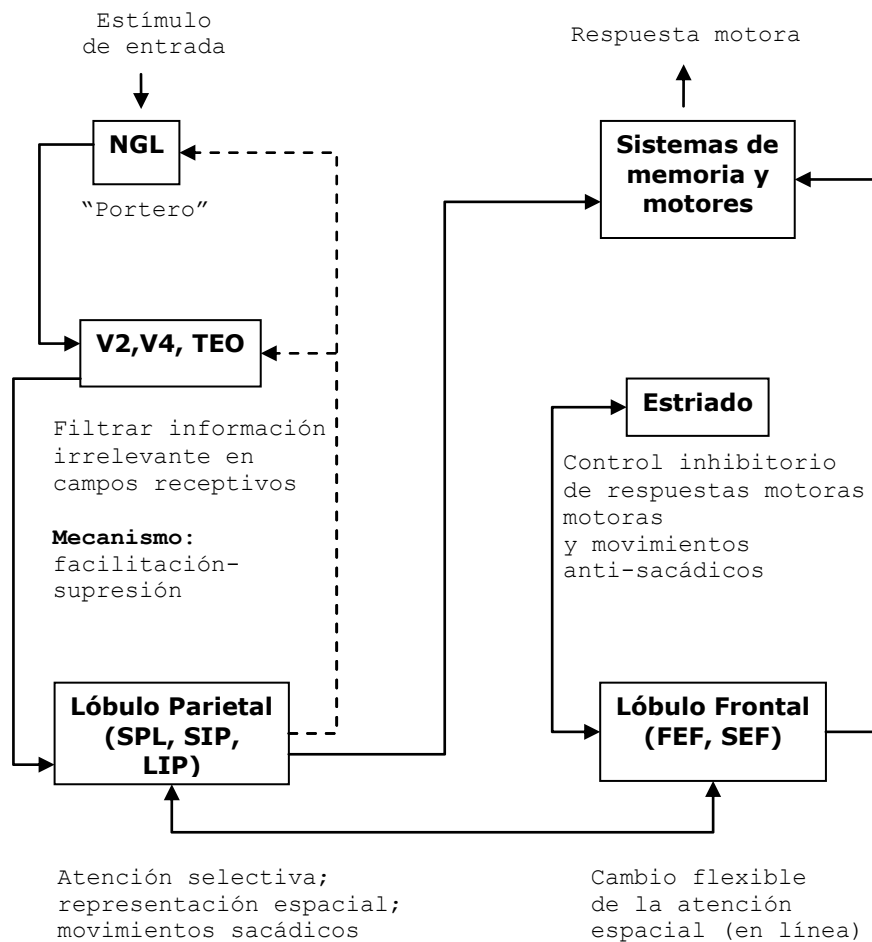 Estímulo
de entrada
Respuesta motora
NGL
"Portero"
Sistemas de
memoria y
motores
V2,V4, TEO
Filtrar información
irrelevante en
campos receptivos
Mecanismo:
facilitación-
supresión
Estriado
Control inhibitorio
de respuestas motoras
motoras
y movimientos
anti-sacádicos
Lóbulo Parietal
(SPL, SIP,
LIP)
Lóbulo Frontal
(FEF, SEF)
Atención selectiva;
representación espacial;
movimientos sacádicos
Cambio flexible
de la atención
espacial (en línea)